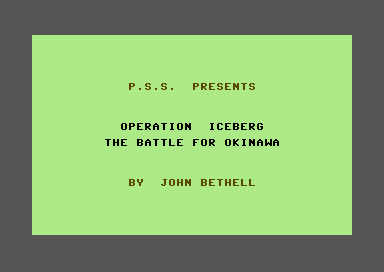 P.S.S.  PRESENTS
OPERATION  ICEBERG
THE BATTLE FOR OKINAWA
BY  JOHN BETHELL